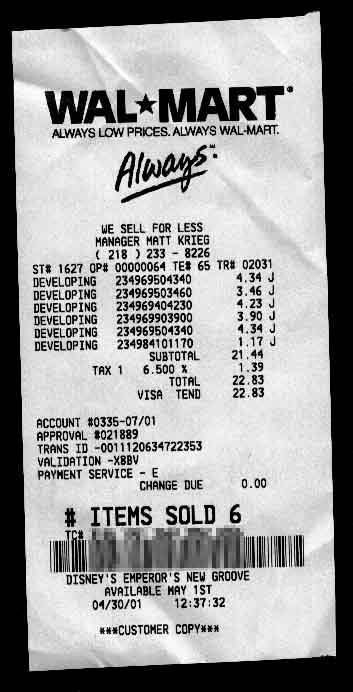 WAL★MART®
ALWAYS LOW PRICES. ALWAYS WAL-MART.
Always.℠
WE SELL FOR LESS
MANAGER MATT KRIEG
( 218 ) 233 - 8226
ST# 1627 OP# 00000064 TE# 65 TR# 02031
DEVELOPING 234969504340 4.34 J
DEVELOPING 234969503460 3.46 J
DEVELOPING 234969404230 4.23 J
DEVELOPING 234969903900 3.90 J
DEVELOPING 234969504340 4.34 J
DEVELOPING 234984101170 1.17 J
SUBTOTAL 21.44
TAX 1 6.500 % 1.39
TOTAL 22.83
VISA TEND 22.83
ACCOUNT #0335-07/01
APPROVAL #021889
TRANS ID -0011120634722353
VALIDATION -X8BV
PAYMENT SERVICE - E
CHANGE DUE 0.00
# ITEMS SOLD 6
TC#
DISNEY'S EMPEROR'S NEW GROOVE
AVAILABLE MAY 1ST
04/30/01 12:37:32
***CUSTOMER COPY***